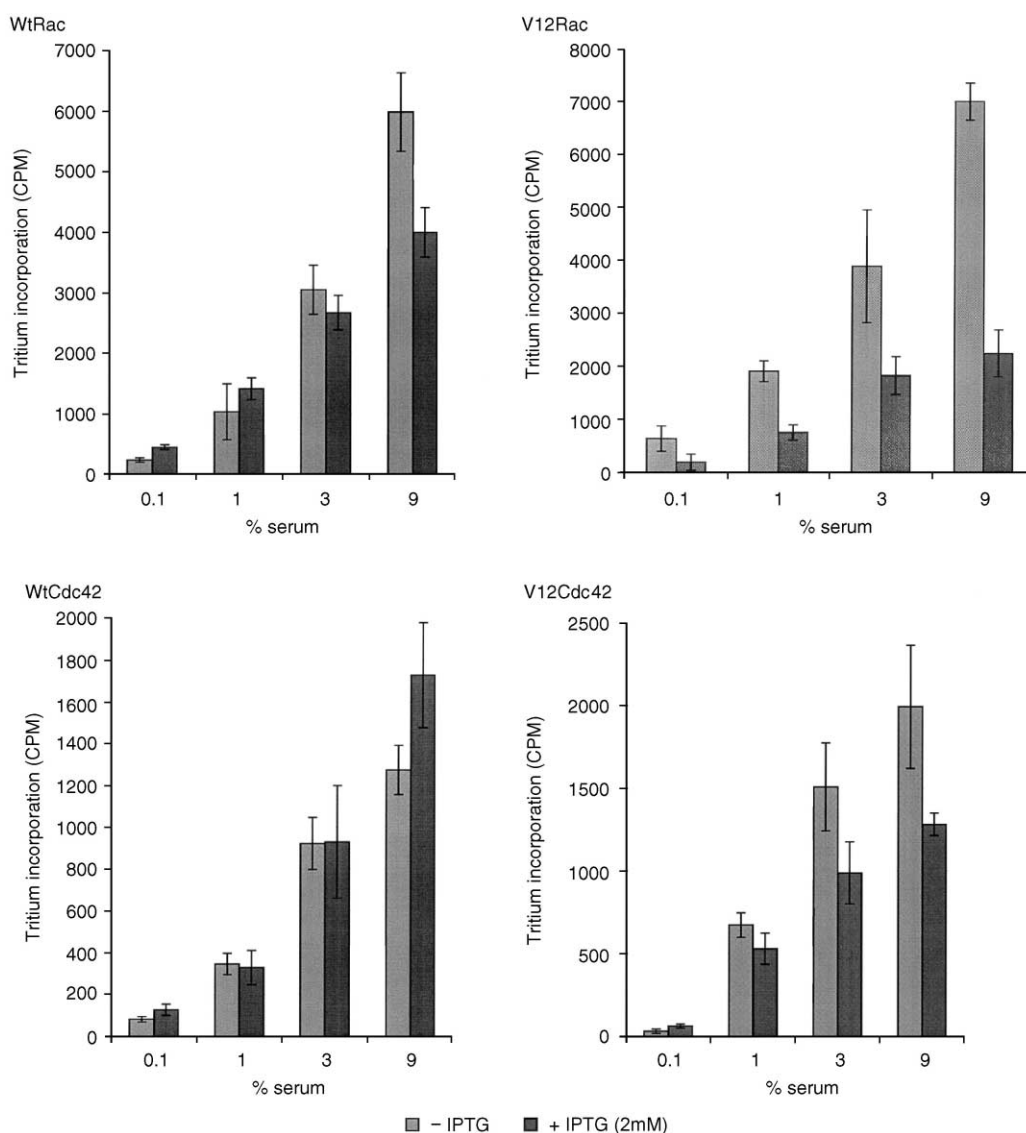 WtRac
7000
6000
5000
4000
3000
2000
1000
0
Tritium incorporation (CPM)
0.1 1 3 9
% serum
V12Rac
8000
7000
6000
5000
4000
3000
2000
1000
0
Tritium incorporation (CPM)
0.1 1 3 9
% serum
WtCdc42
2000
1800
1600
1400
1200
1000
800
600
400
200
0
Tritium incorporation (CPM)
0.1 1 3 9
% serum
V12Cdc42
2500
2000
1500
1000
500
0
Tritium incorporation (CPM)
0.1 1 3 9
% serum
– IPTG + IPTG (2mM)